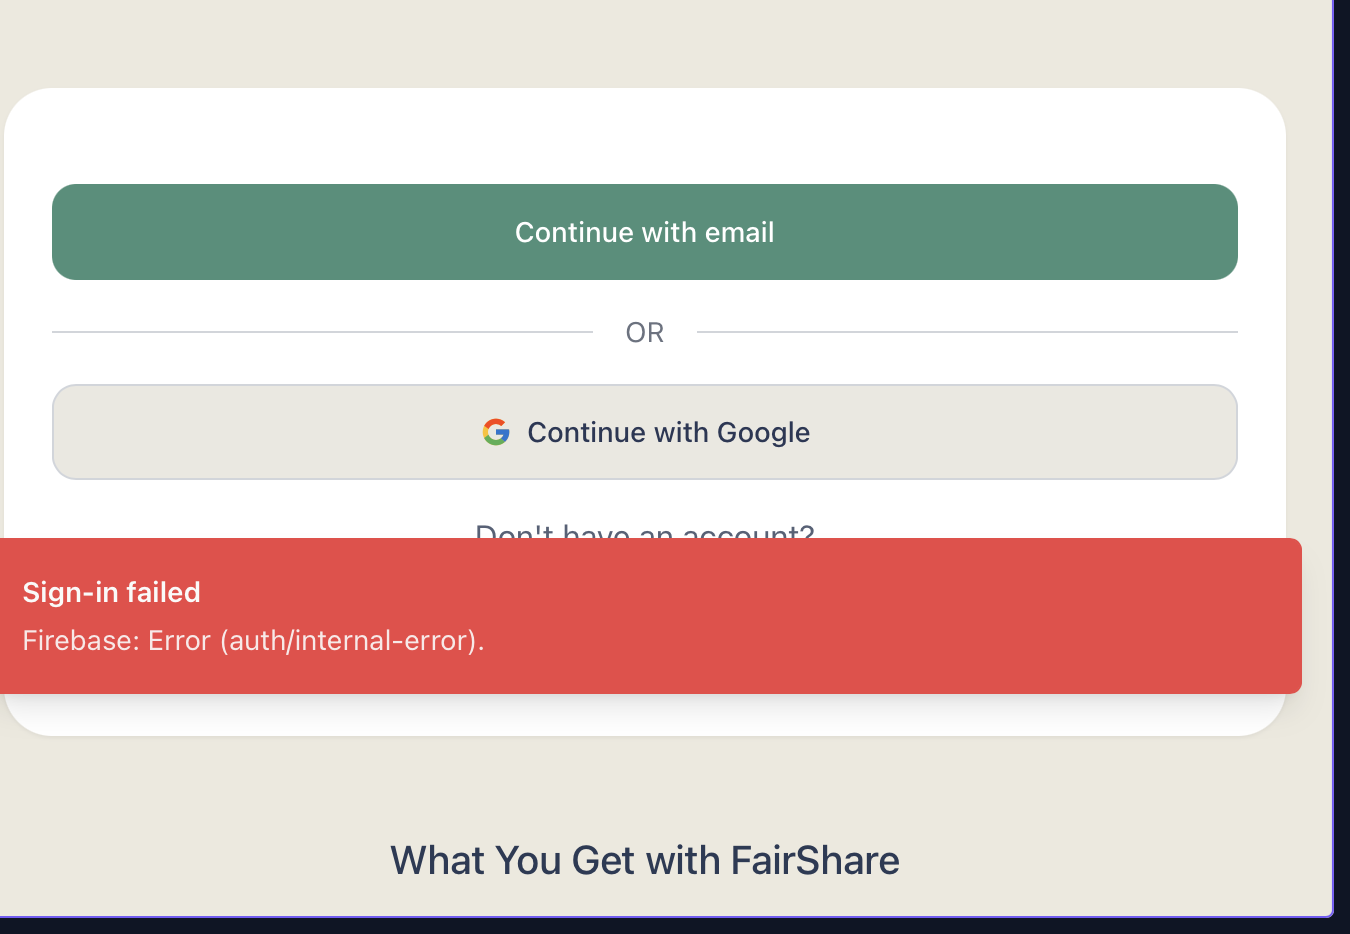 Continue with email
OR
Continue with Google
Don't have an account?
Sign-in failed
Firebase: Error (auth/internal-error).
What You Get with FairShare